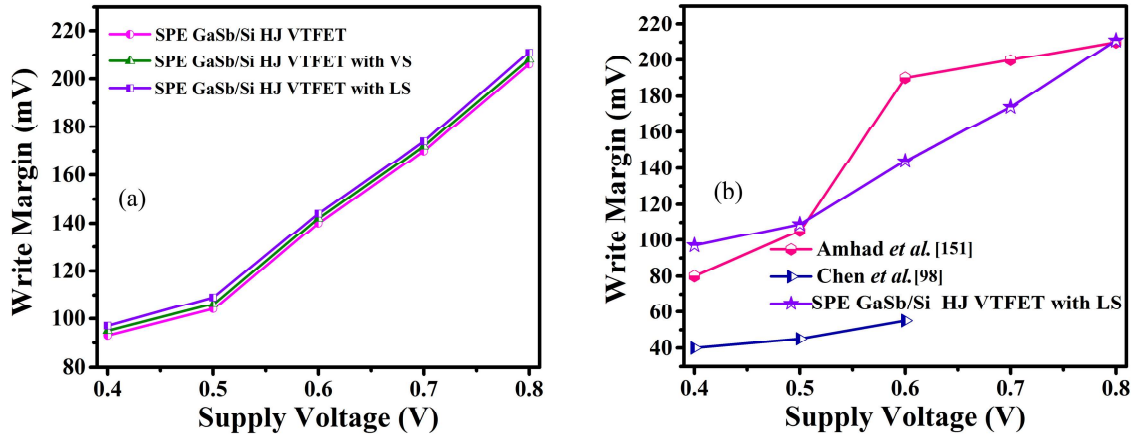 220
200
180
160
140
120
100
80
Write Margin (mV)
SPE GaSb/Si HJ VTFET
SPE GaSb/Si HJ VTFET with VS
SPE GaSb/Si HJ VTFET with LS
(a)
0.4 0.5 0.6 0.7 0.8
Supply Voltage (V)
220
200
180
160
140
120
100
80
60
40
Write Margin (mV)
(b)
Amhad et al. [151]
Chen et al.[98]
SPE GaSb/Si HJ VTFET with LS
0.4 0.5 0.6 0.7 0.8
Supply Voltage (V)